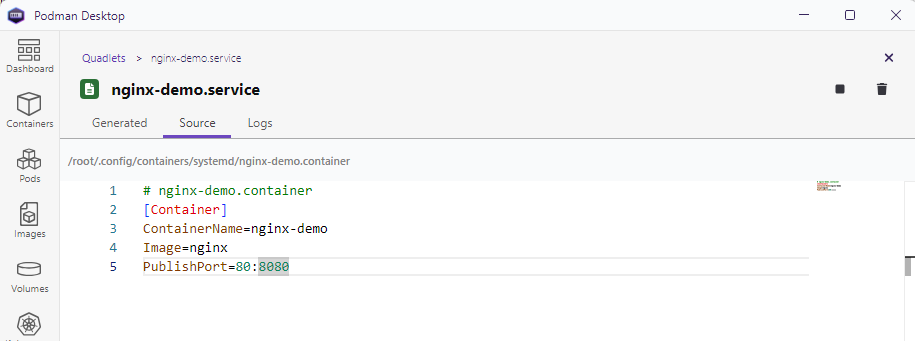 Podman Desktop
Quadlets > nginx-demo.service
nginx-demo.service
Generated Source Logs
/root/.config/containers/systemd/nginx-demo.container
1 # nginx-demo.container
2 [Container]
3 ContainerName=nginx-demo
4 Image=nginx
5 PublishPort=80:8080
Dashboard
Containers
Pods
Images
Volumes